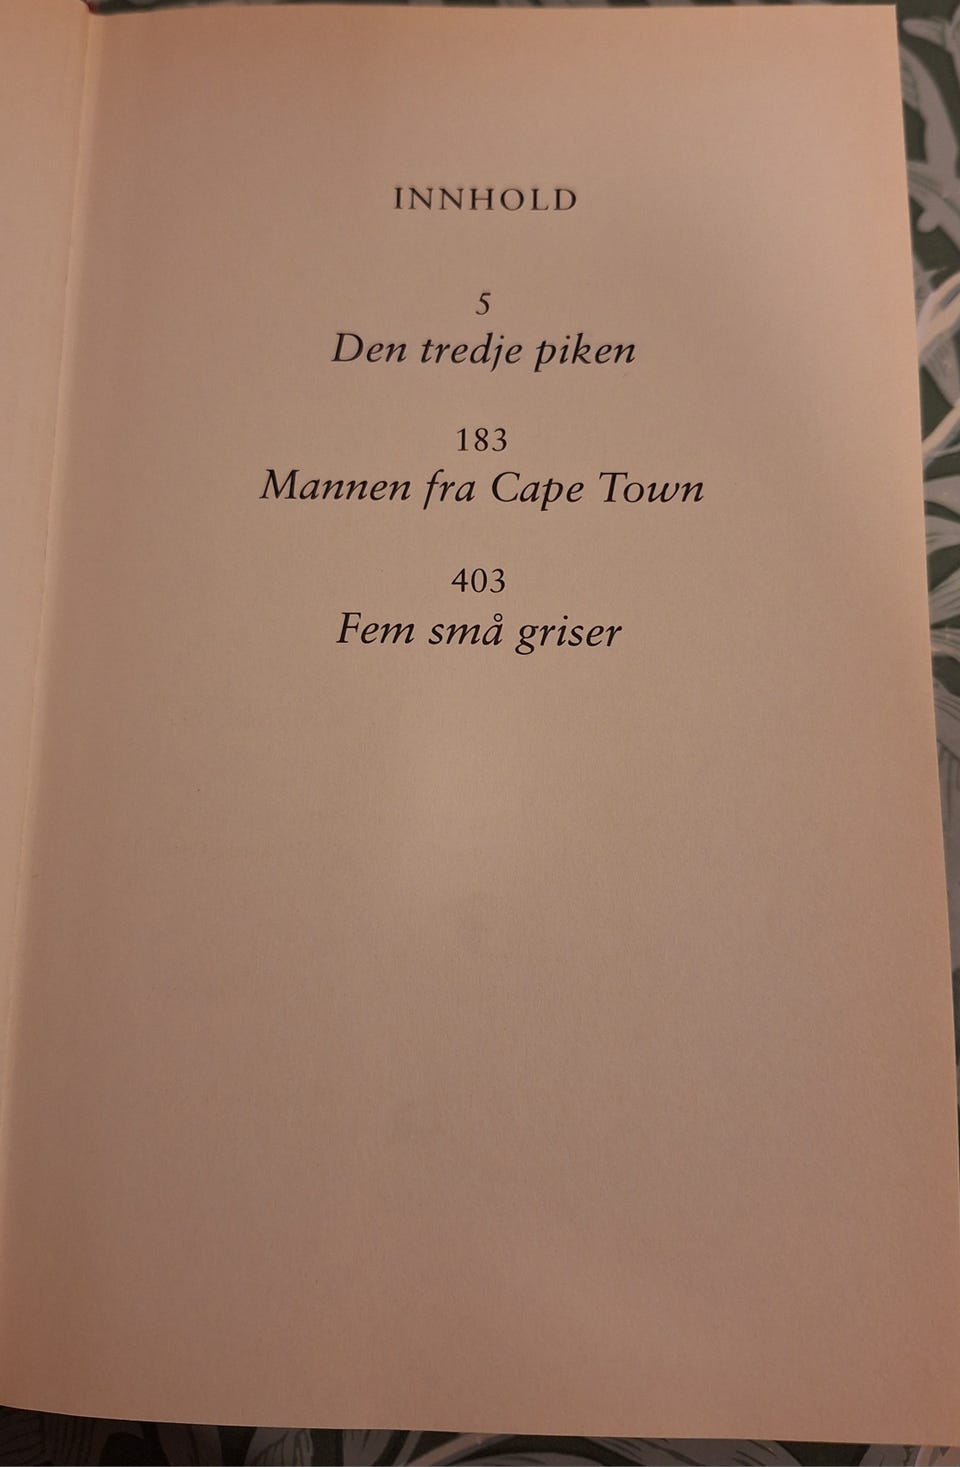 INNHOLD
5
Den tredje piken
183
Mannen fra Cape Town
403
Fem små griser